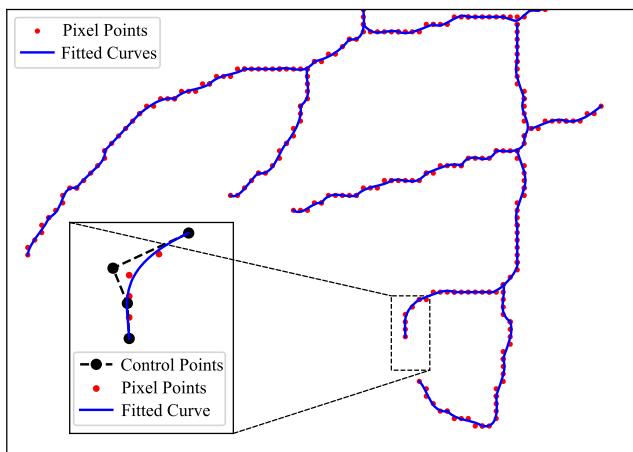 Pixel Points
Fitted Curves
Control Points
Pixel Points
Fitted Curve